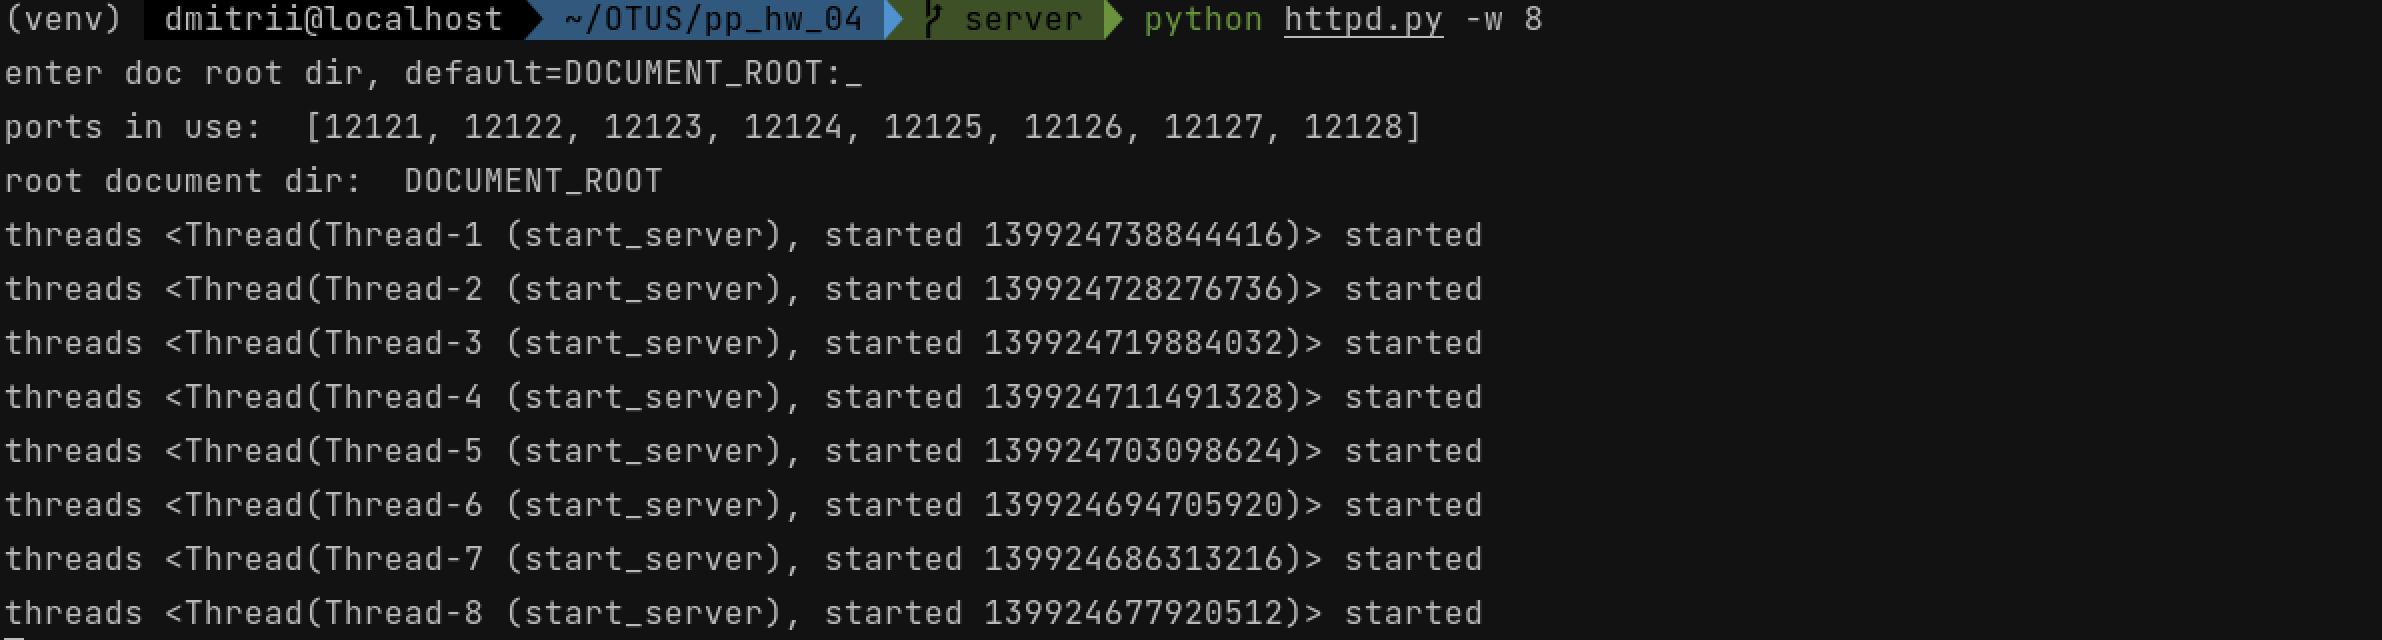 (venv) dmitrii@localhost ~/OTUS/pp_hw_04 server python httpd.py -w 8
enter doc root dir, default=DOCUMENT_ROOT:_
ports in use:  [12121, 12122, 12123, 12124, 12125, 12126, 12127, 12128]
root document dir:  DOCUMENT_ROOT
threads <Thread(Thread-1 (start_server), started 139924738844416)> started
threads <Thread(Thread-2 (start_server), started 139924728276736)> started
threads <Thread(Thread-3 (start_server), started 139924719884032)> started
threads <Thread(Thread-4 (start_server), started 139924711491328)> started
threads <Thread(Thread-5 (start_server), started 139924703098624)> started
threads <Thread(Thread-6 (start_server), started 139924694705920)> started
threads <Thread(Thread-7 (start_server), started 139924686313216)> started
threads <Thread(Thread-8 (start_server), started 139924677920512)> started